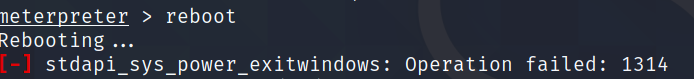 meterpreter > reboot
Rebooting...
[-] stdapi_sys_power_exitwindows: Operation failed: 1314